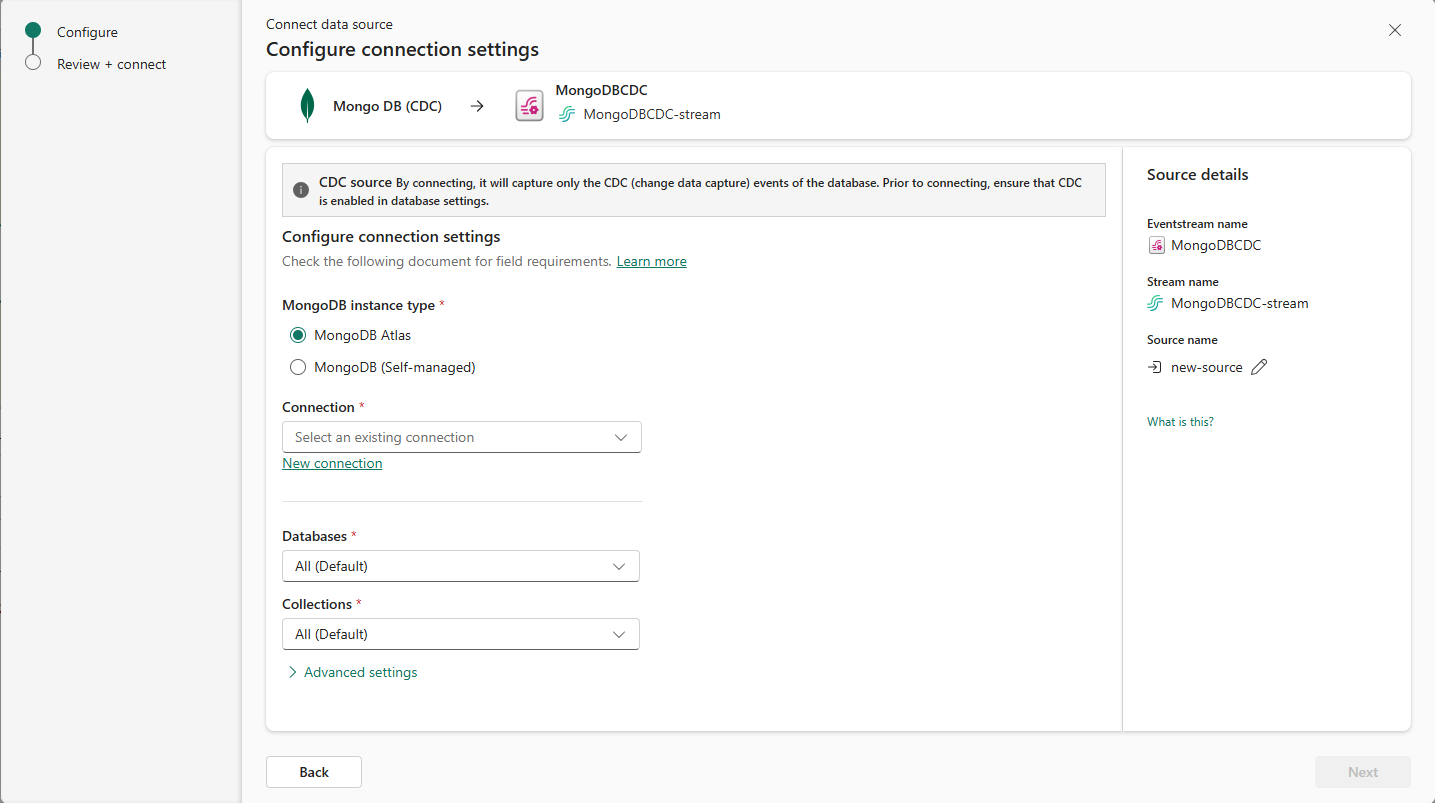 Configure
Review + connect
Connect data source
Configure connection settings
Mongo DB (CDC)
MongoDBCDC
MongoDBCDC-stream
CDC source By connecting, it will capture only the CDC (change data capture) events of the database. Prior to connecting, ensure that CDC
is enabled in database settings.
Configure connection settings
Check the following document for field requirements. Learn more
MongoDB instance type *
MongoDB Atlas
MongoDB (Self-managed)
Connection *
Select an existing connection
New connection
Databases *
All (Default)
Collections *
All (Default)
Advanced settings
Source details
Eventstream name
MongoDBCDC
Stream name
MongoDBCDC-stream
Source name
new-source
What is this?
Back
Next